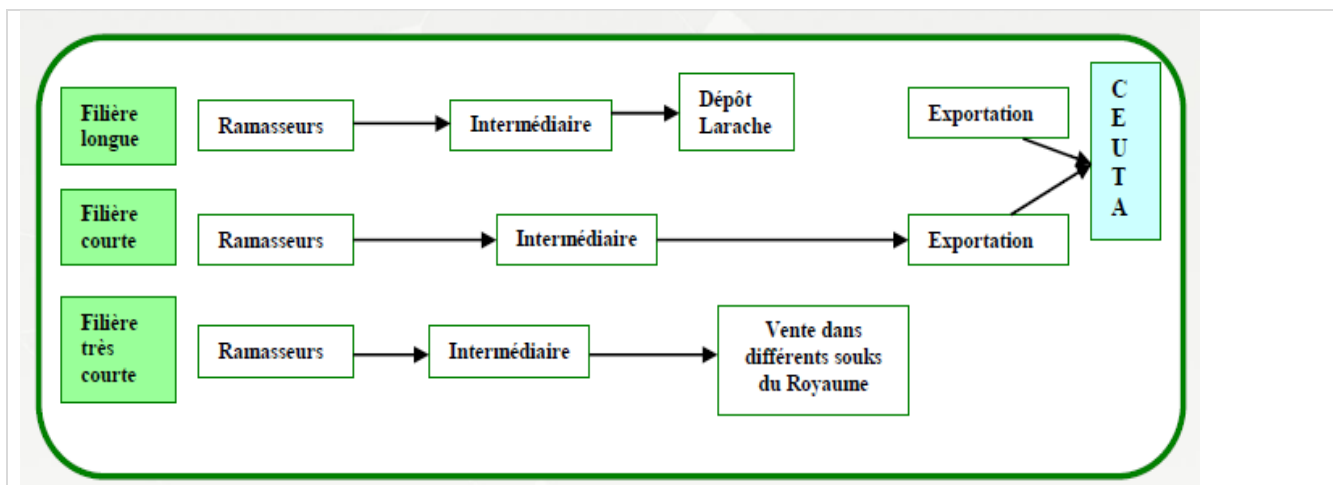 Filière
longue
Ramasseurs
Intermédiaire
Dépôt
Larache
Exportation
C
E
U
T
A
Filière
courte
Ramasseurs
Intermédiaire
Exportation
Filière
très
courte
Ramasseurs
Intermédiaire
Vente dans
différents souks
du Royaume